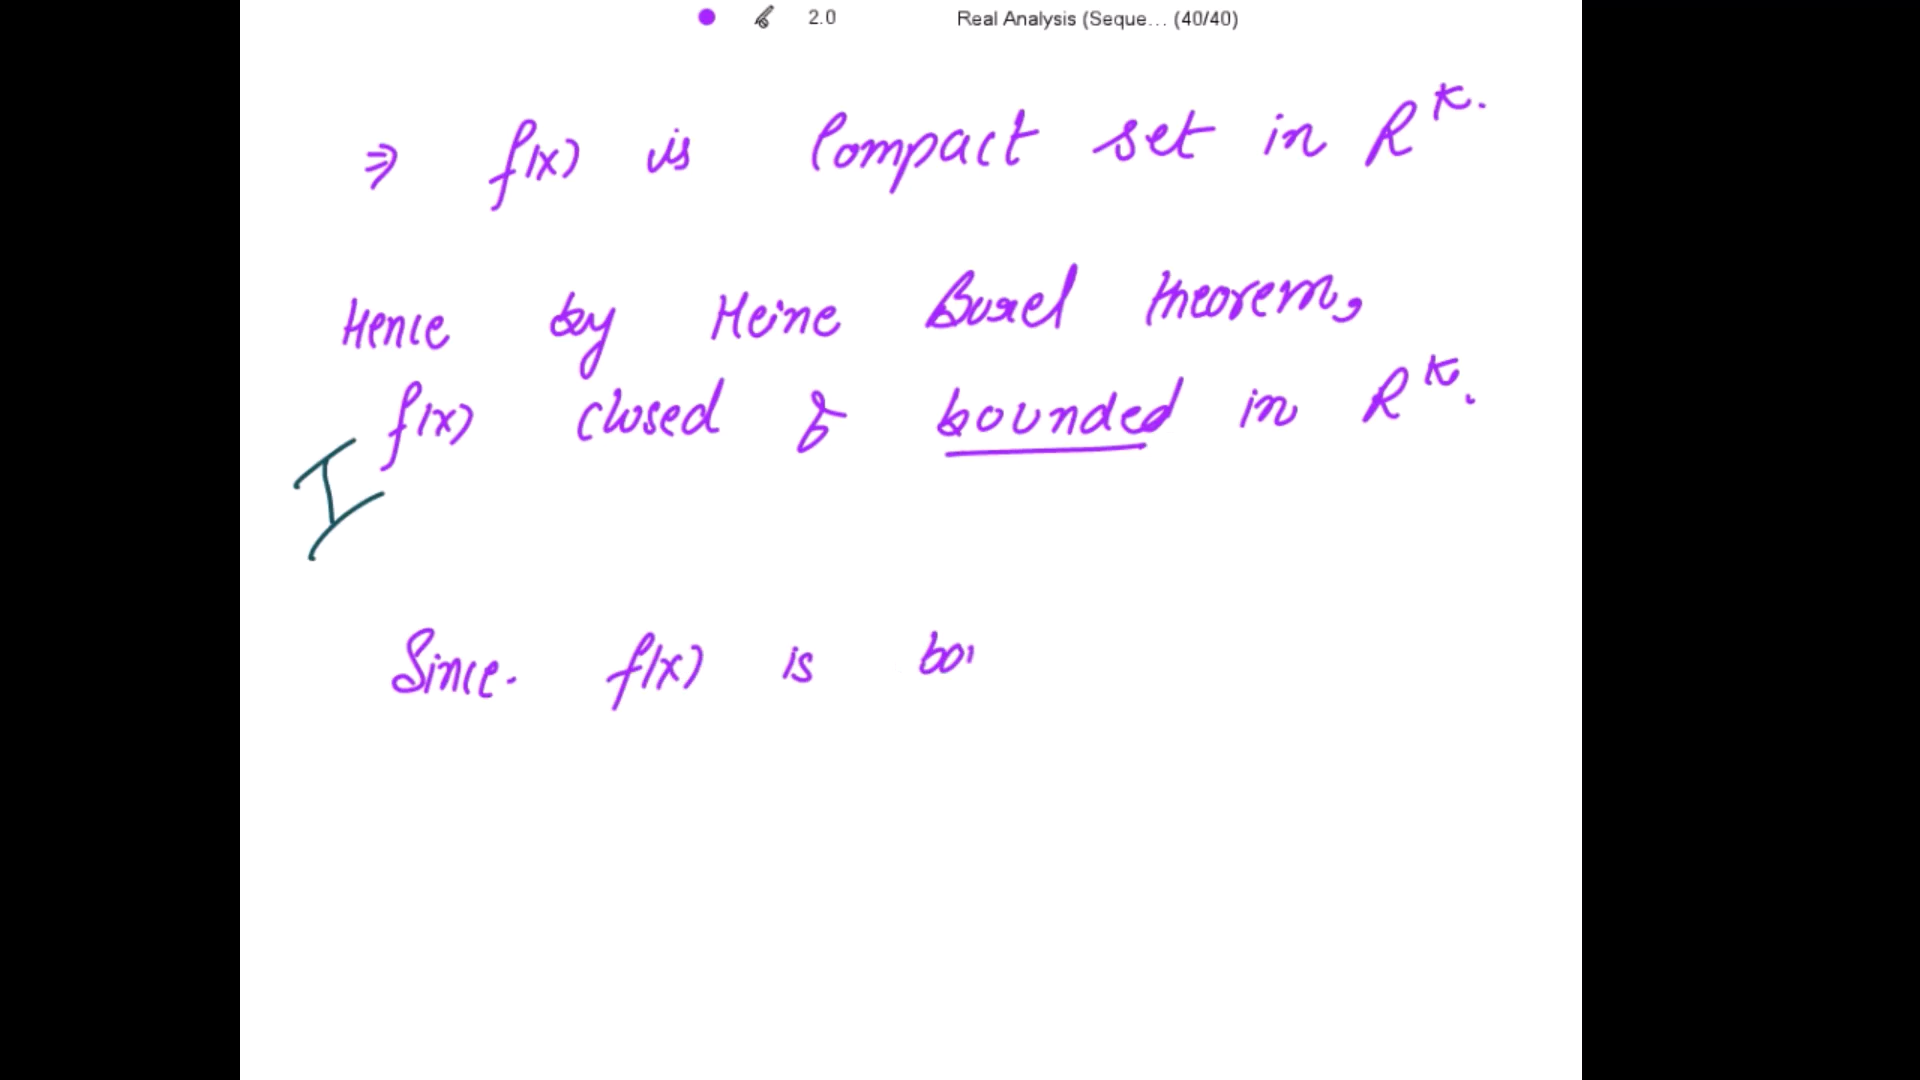 2.0 Real Analysis (Seque... (40/40)
⇒ f(x) is Compact set in R^k.
Hence by Heine Borel theorem,
f(x) closed & bounded in R^k.
I
Since. f(x) is bo